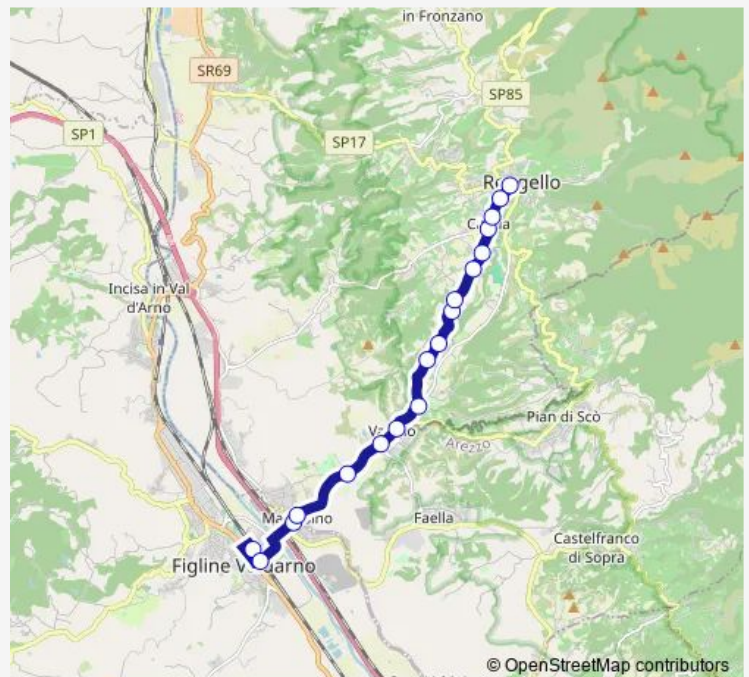 in Fronzano
SR69
SP85
SP1
SP17
Incisa in Val
d'Arno
Pian di Scò
Arezzo
Faella
Castelfranco
di Sopra
Figline
© OpenStreetMap contributors